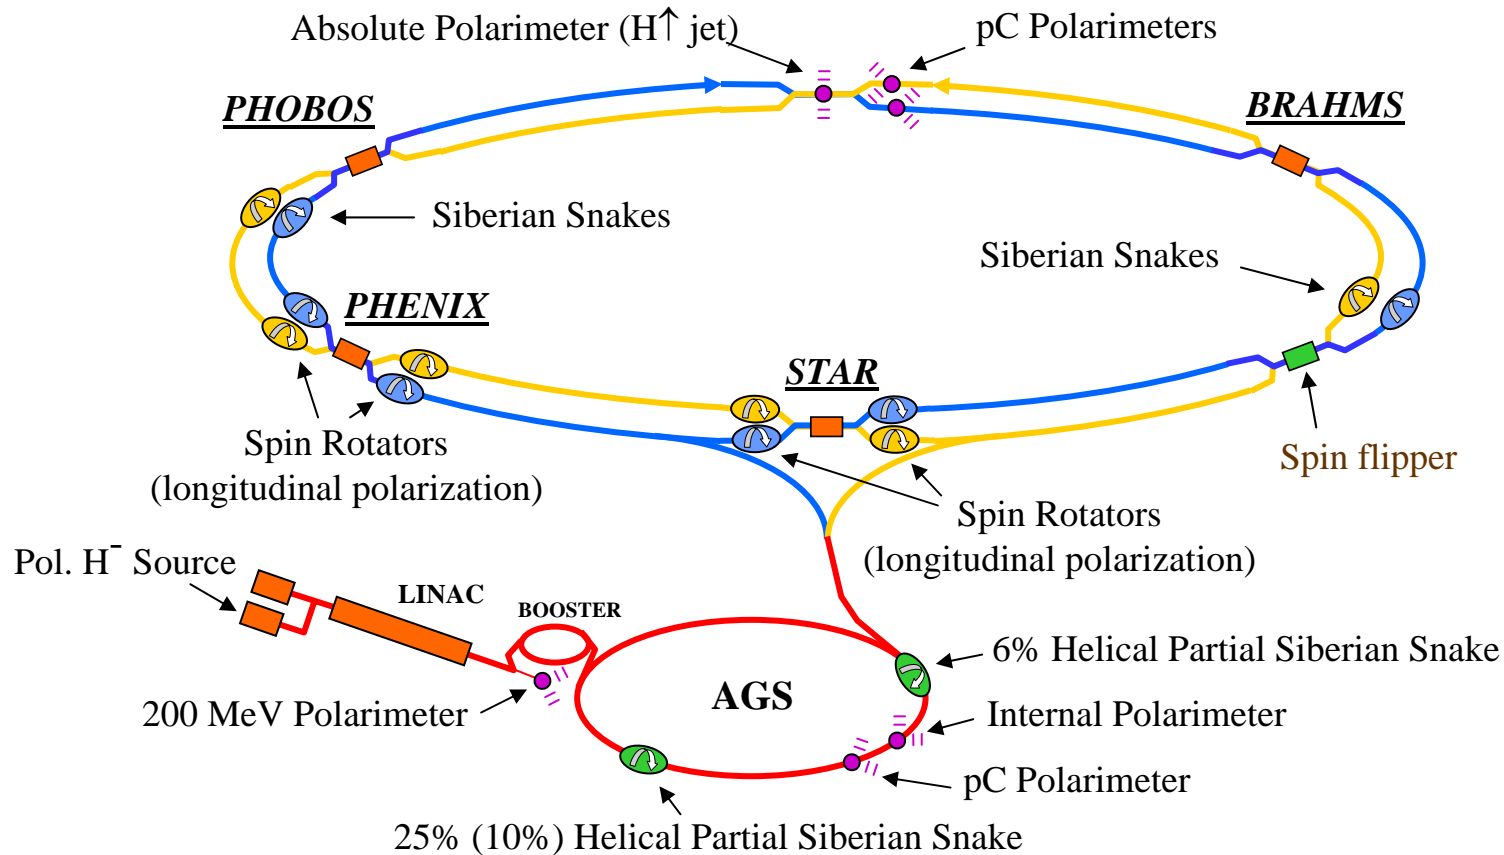 Absolute Polarimeter (H↑ jet)
pC Polarimeters
PHOBOS
BRAHMS
Siberian Snakes
Siberian Snakes
PHENIX
STAR
Spin Rotators
(longitudinal polarization)
Spin flipper
Spin Rotators
(longitudinal polarization)
Pol. H⁻ Source
LINAC
BOOSTER
6% Helical Partial Siberian Snake
AGS
200 MeV Polarimeter
Internal Polarimeter
pC Polarimeter
25% (10%) Helical Partial Siberian Snake